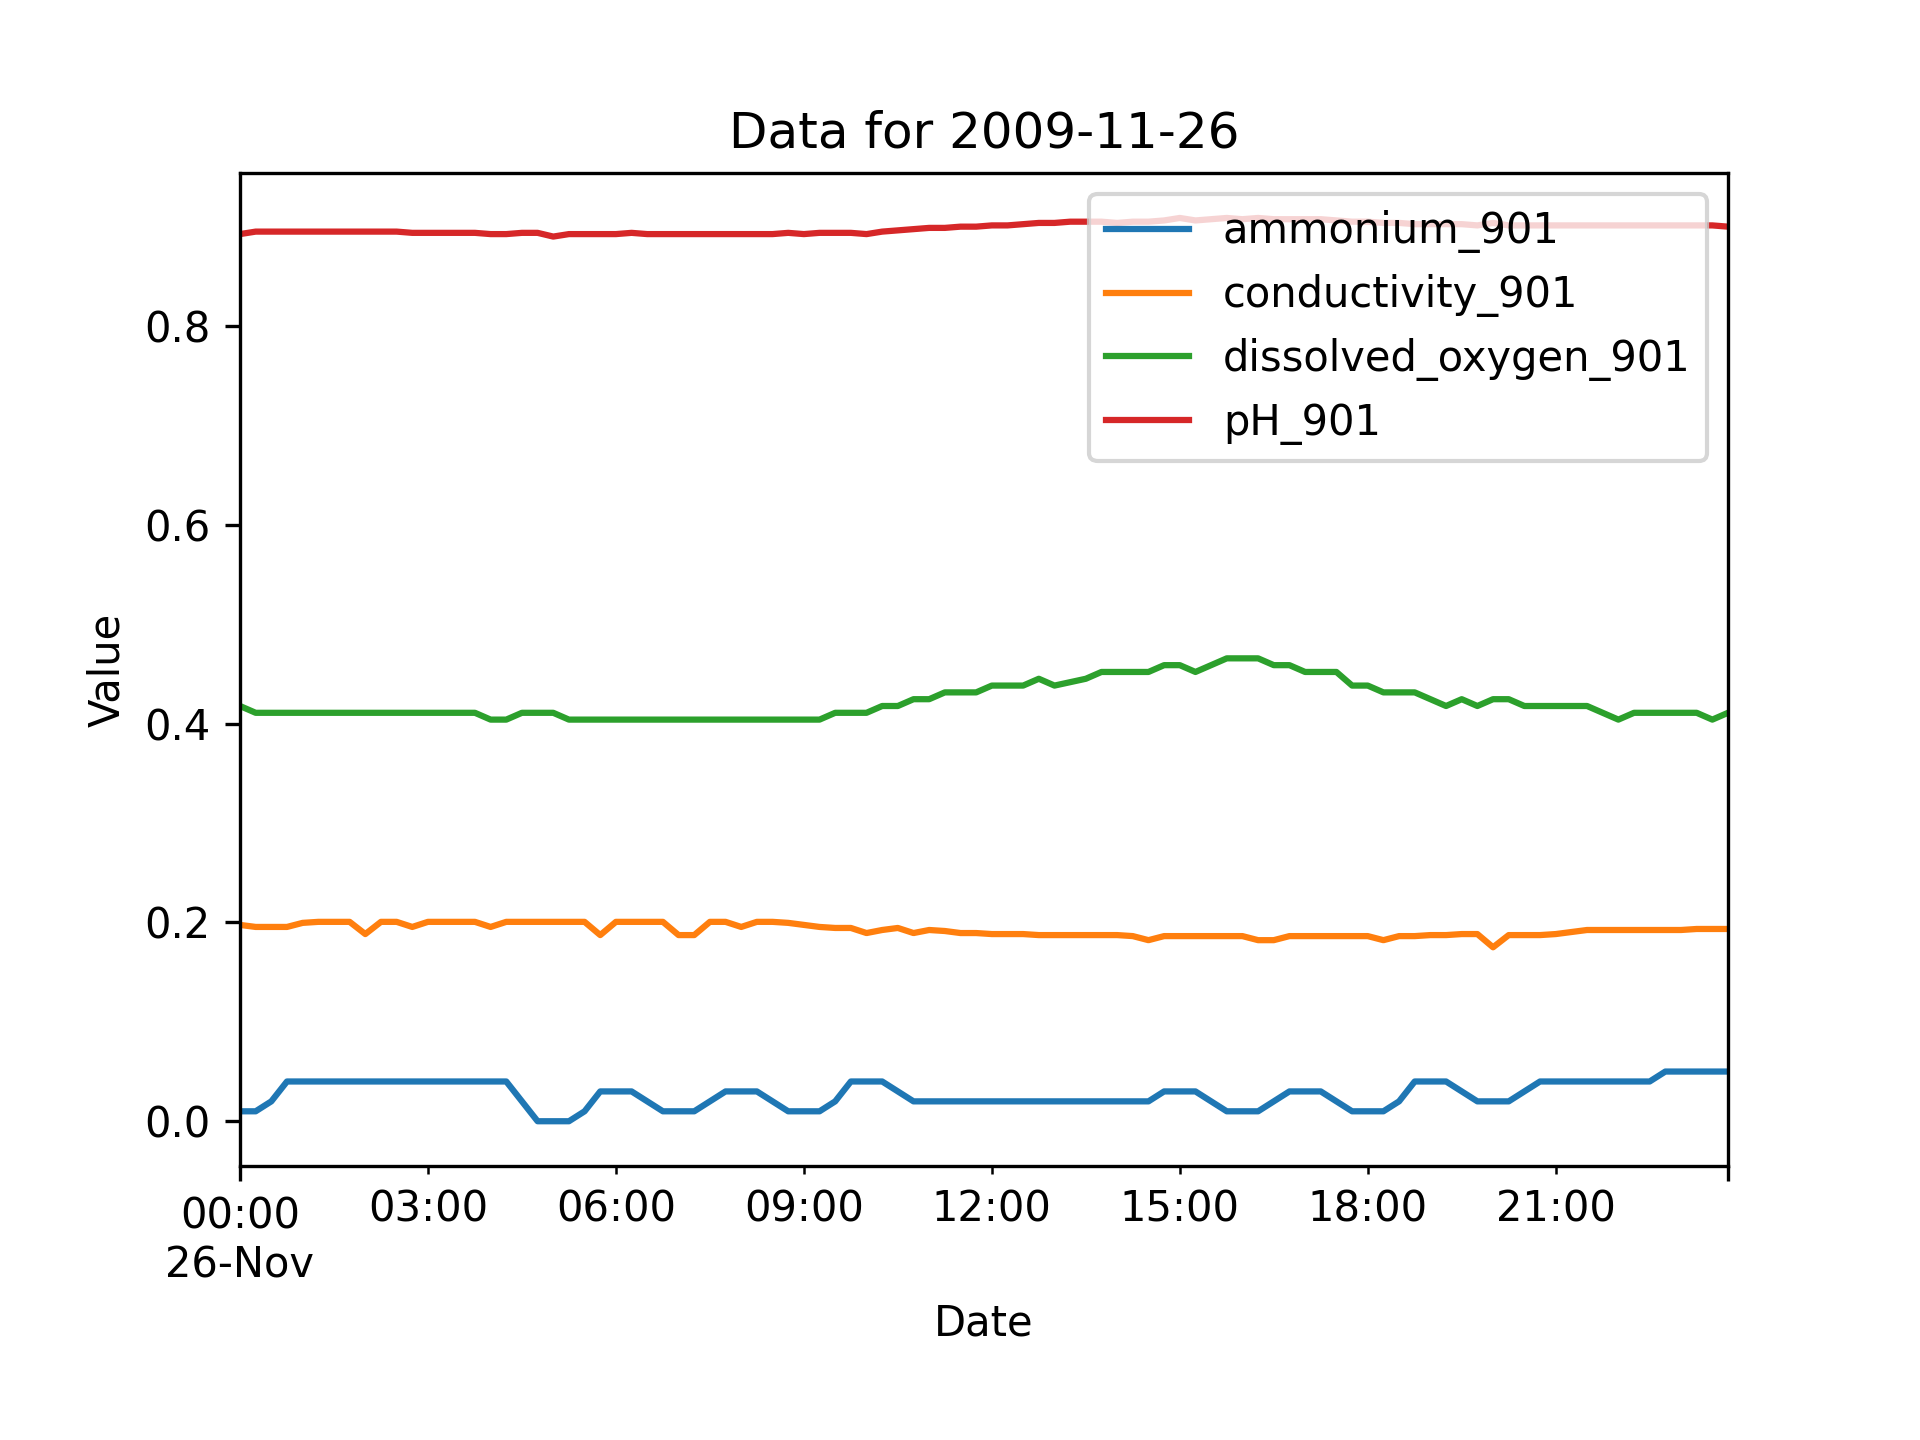 Data for 2009-11-26
ammonium_901
conductivity_901
dissolved_oxygen_901
pH_901
Value
0.8
0.6
0.4
0.2
0.0
00:00 03:00 06:00 09:00 12:00 15:00 18:00 21:00
26-Nov
Date